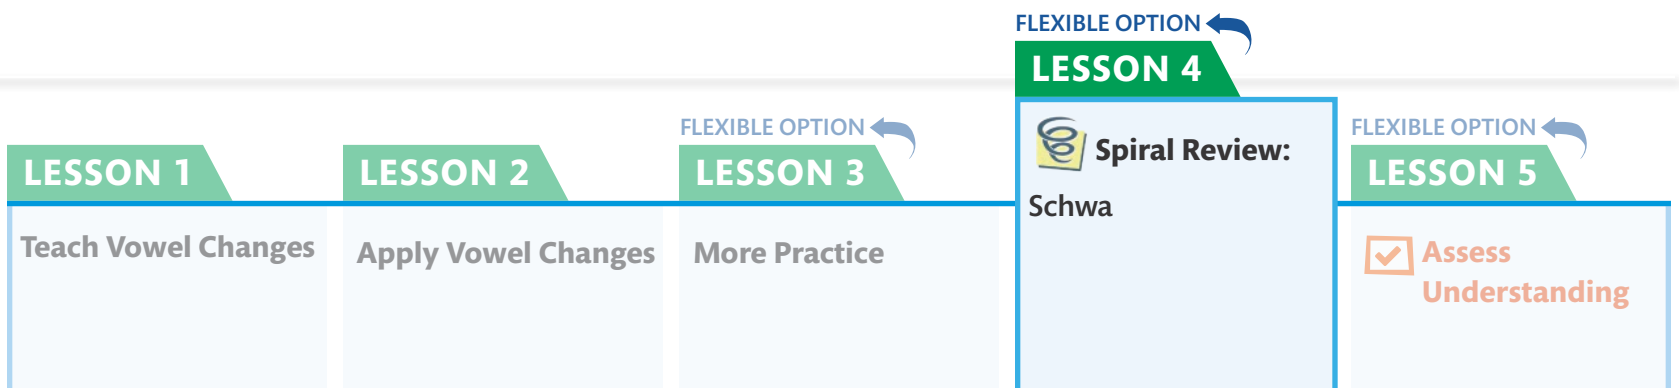 LESSON 1
Teach Vowel Changes
LESSON 2
Apply Vowel Changes
FLEXIBLE OPTION
LESSON 3
More Practice
FLEXIBLE OPTION
LESSON 4
Spiral Review:
Schwa
FLEXIBLE OPTION
LESSON 5
Assess
Understanding